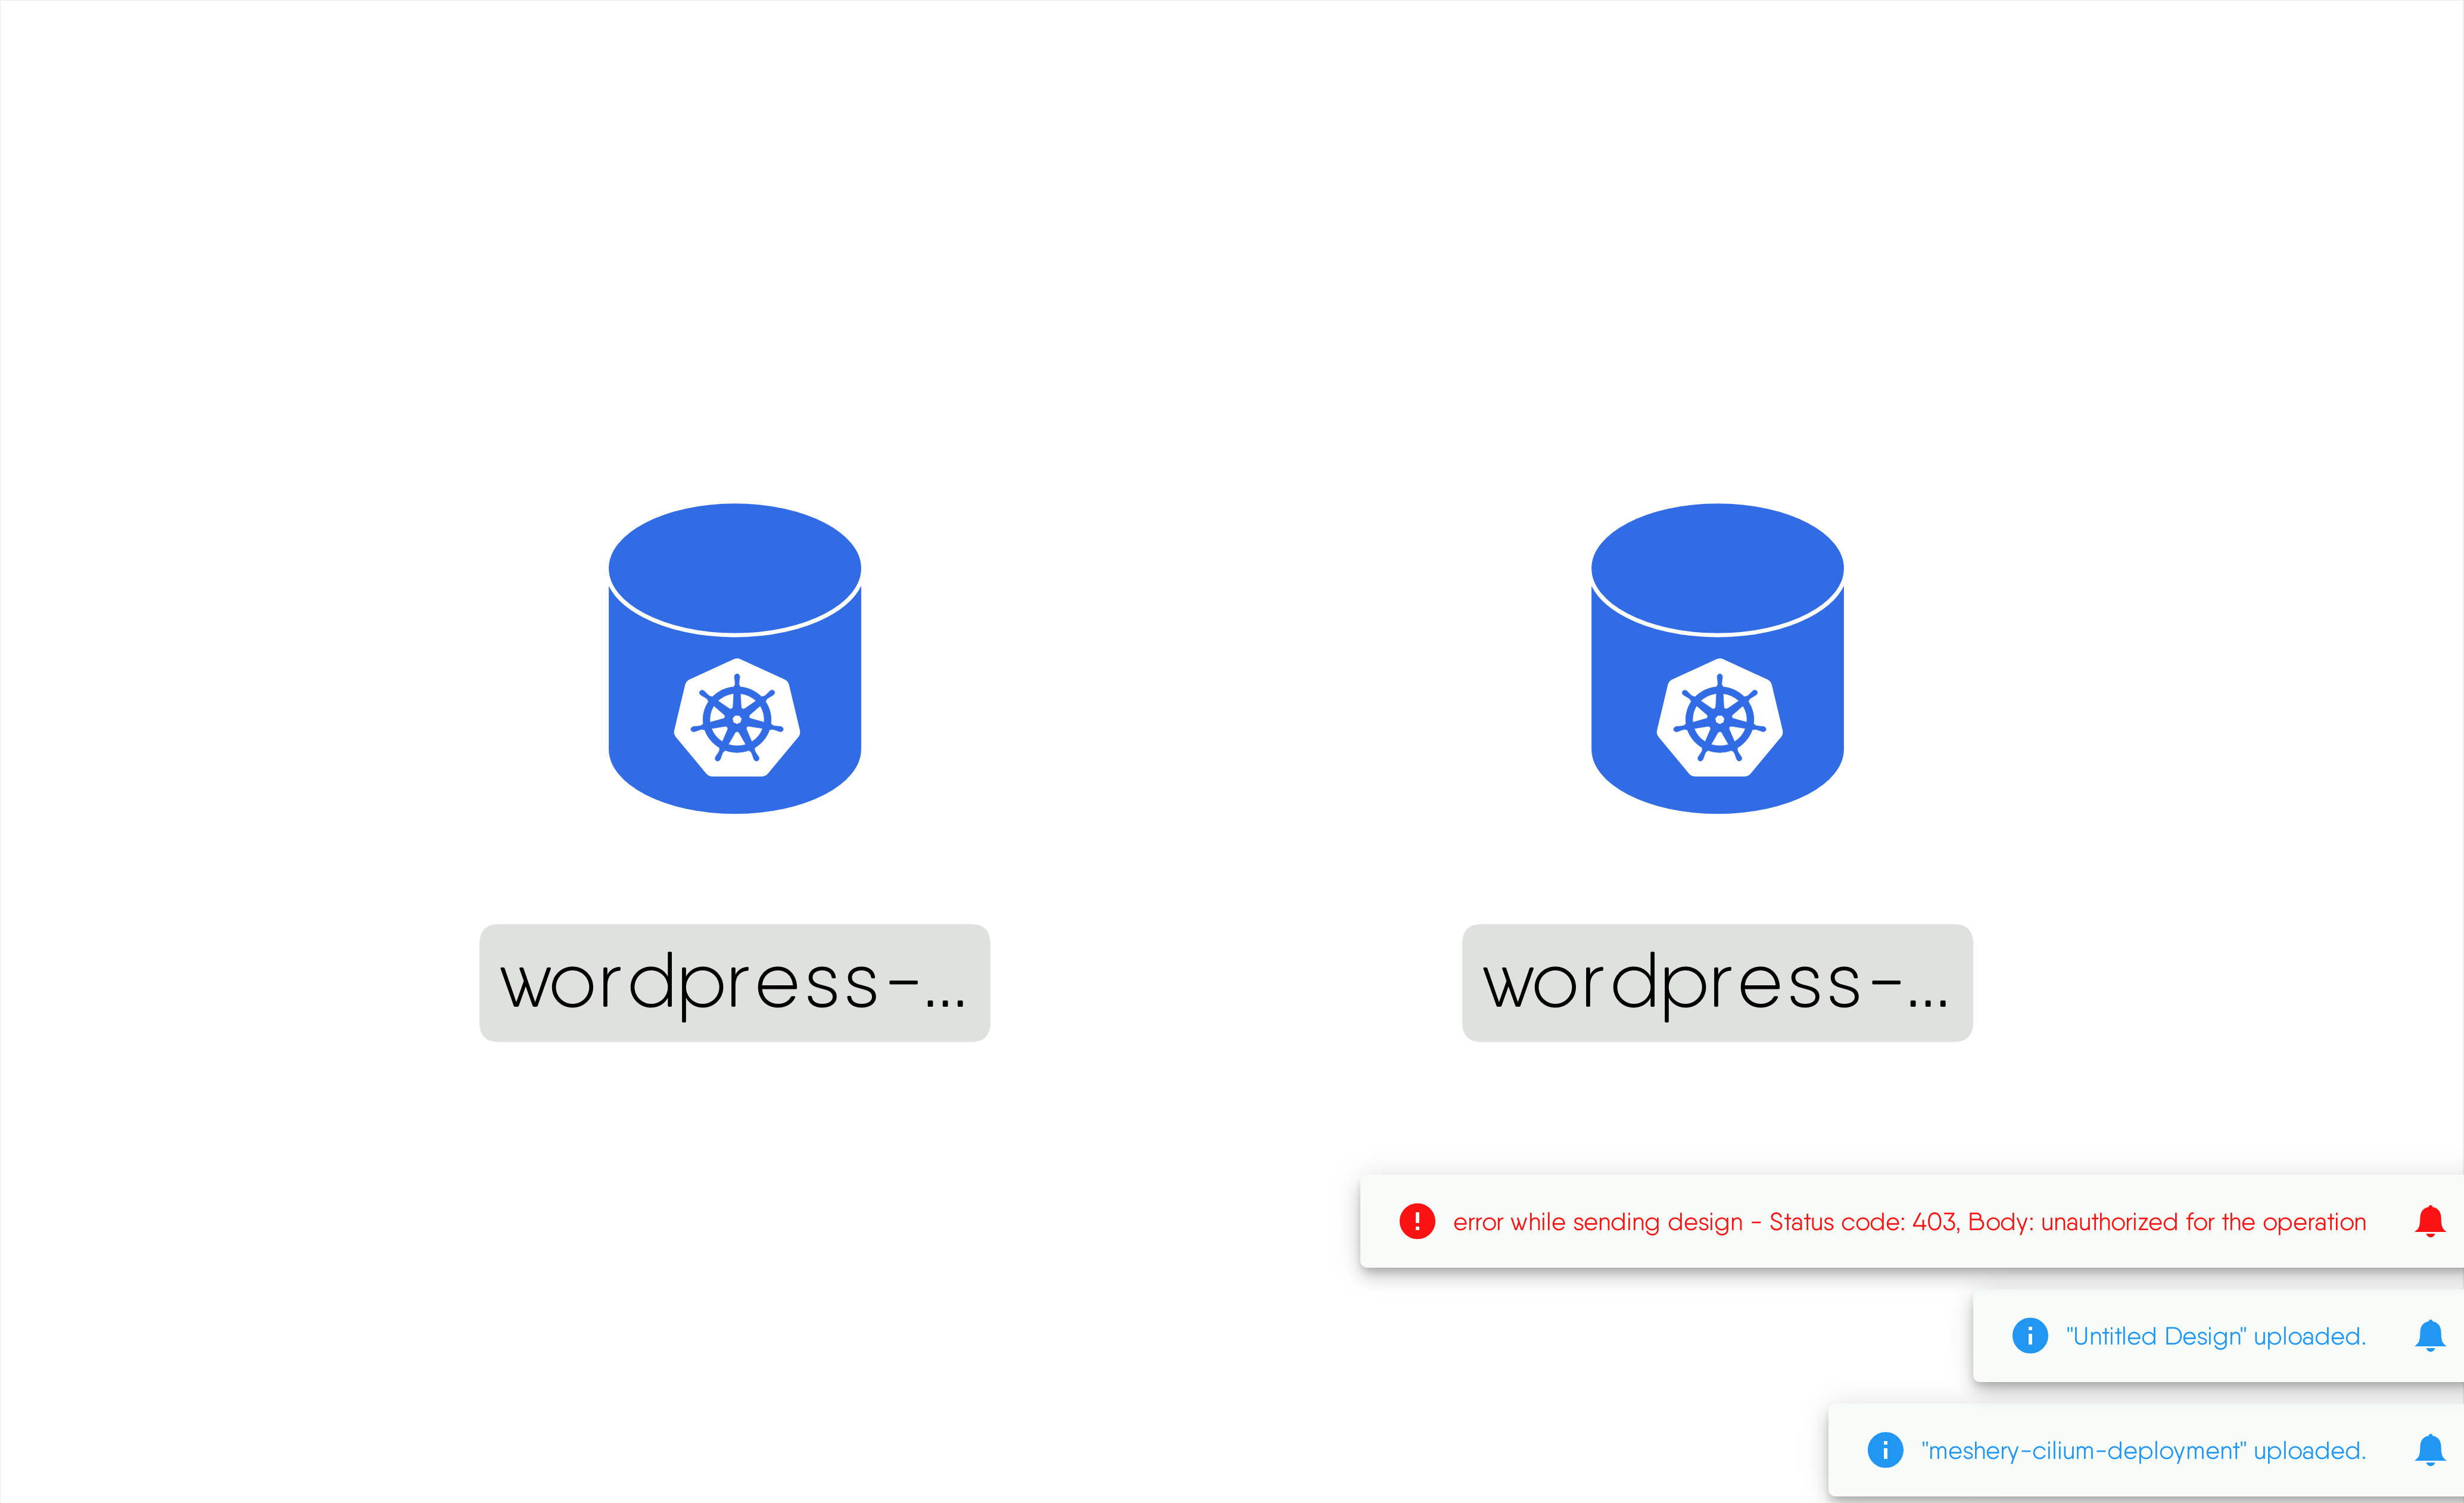 wordpress-...
wordpress-...
error while sending design - Status code: 403, Body: unauthorized for the operation
"Untitled Design" uploaded.
"meshery-cilium-deployment" uploaded.